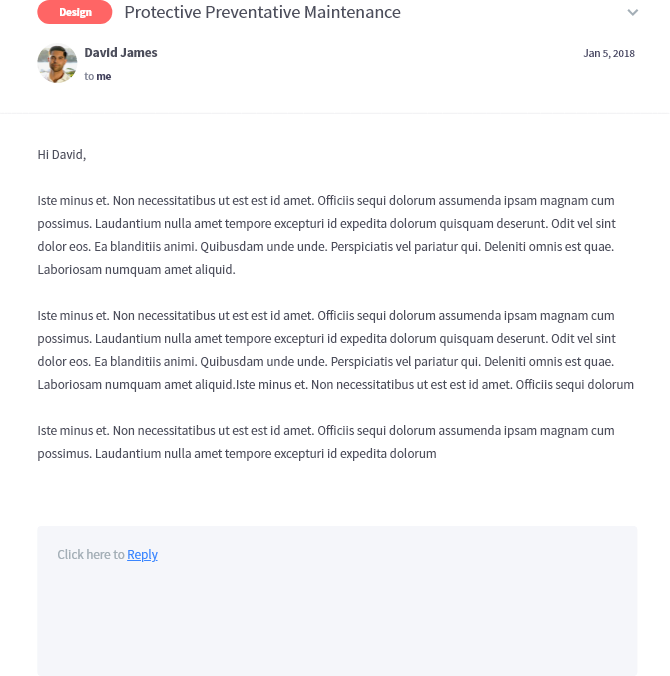 Design Protective Preventative Maintenance
David James Jan 5, 2018
to me
Hi David,
Iste minus et. Non necessitatibus ut est est id amet. Officiis sequi dolorum assumenda ipsam magnam cum
possimus. Laudantium nulla amet tempore excepturi id expedita dolorum quisquam deserunt. Odit vel sint
dolor eos. Ea blanditiis animi. Quibusdam unde unde. Perspiciatis vel pariatur qui. Deleniti omnis est quae.
Laboriosam numquam amet aliquid.
Iste minus et. Non necessitatibus ut est est id amet. Officiis sequi dolorum assumenda ipsam magnam cum
possimus. Laudantium nulla amet tempore excepturi id expedita dolorum quisquam deserunt. Odit vel sint
dolor eos. Ea blanditiis animi. Quibusdam unde unde. Perspiciatis vel pariatur qui. Deleniti omnis est quae.
Laboriosam numquam amet aliquid.Iste minus et. Non necessitatibus ut est est id amet. Officiis sequi dolorum
Iste minus et. Non necessitatibus ut est est id amet. Officiis sequi dolorum assumenda ipsam magnam cum
possimus. Laudantium nulla amet tempore excepturi id expedita dolorum
Click here to Reply